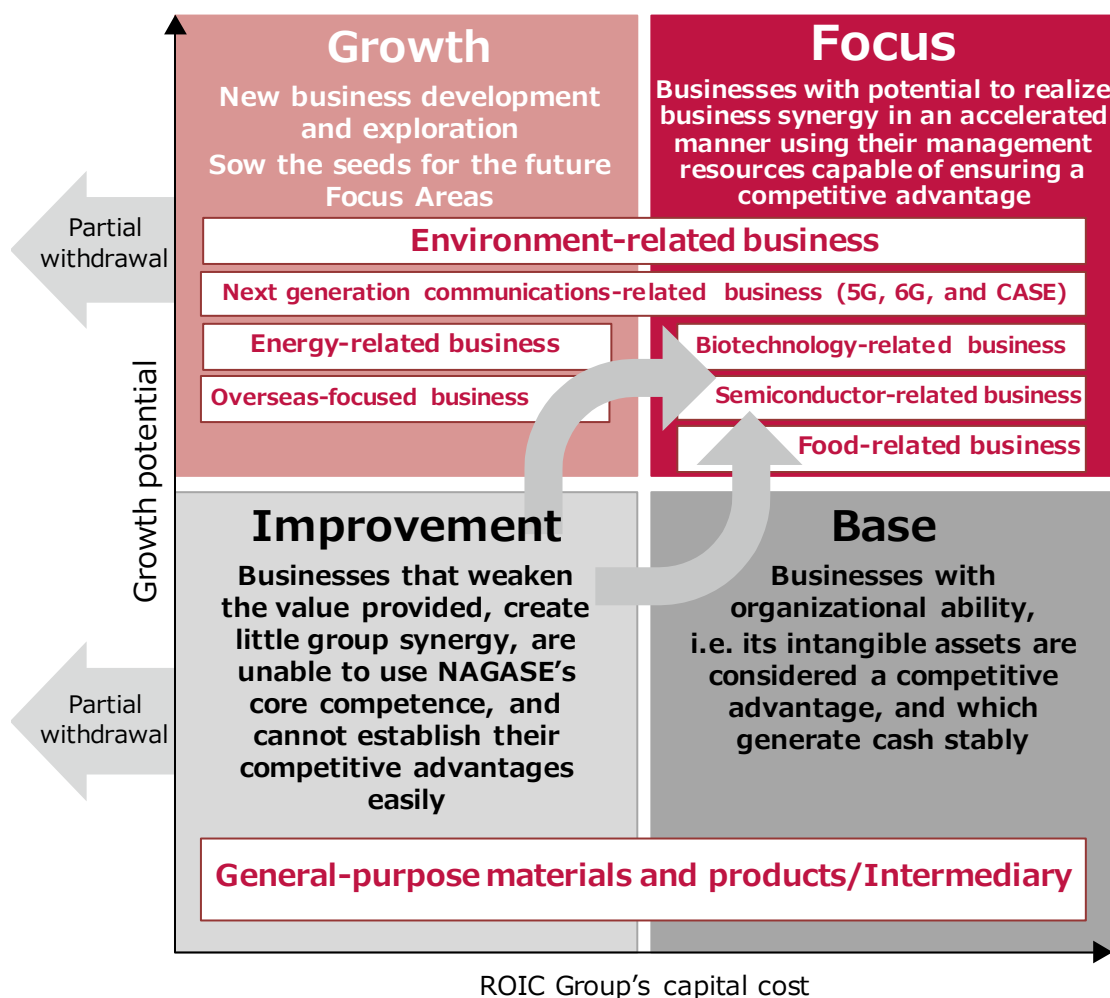 Growth
New business development
and exploration
Sow the seeds for the future
Focus Areas
Focus
Businesses with potential to realize
business synergy in an accelerated
manner using their management
resources capable of ensuring a
competitive advantage
Partial
withdrawal
Environment-related business
Next generation communications-related business (5G, 6G, and CASE)
Energy-related business
Biotechnology-related business
Overseas-focused business
Semiconductor-related business
Food-related business
Growth potential
Improvement
Businesses that weaken
the value provided, create
little group synergy, are
unable to use NAGASE’s
core competence, and
cannot establish their
competitive advantages
easily
Base
Businesses with
organizational ability,
i.e. its intangible assets are
considered a competitive
advantage, and which
generate cash stably
Partial
withdrawal
General-purpose materials and products/Intermediary
ROIC Group’s capital cost